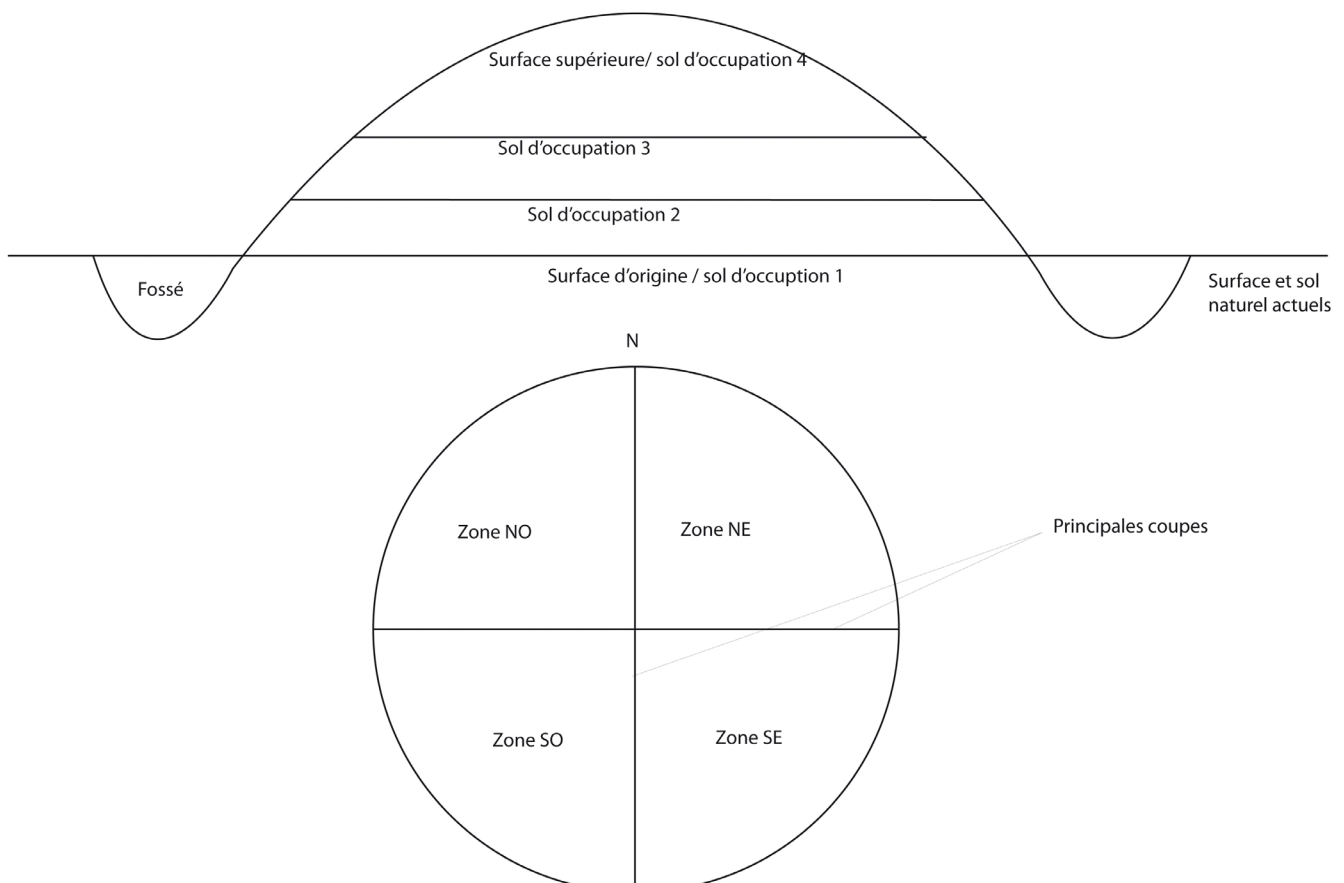 Surface supérieure/ sol d'occupation 4
Sol d'occupation 3
Sol d'occupation 2
Surface d'origine / sol d'occuption 1
Fossé
Surface et sol
naturel actuels
N
Zone NO
Zone NE
Principales coupes
Zone SO
Zone SE